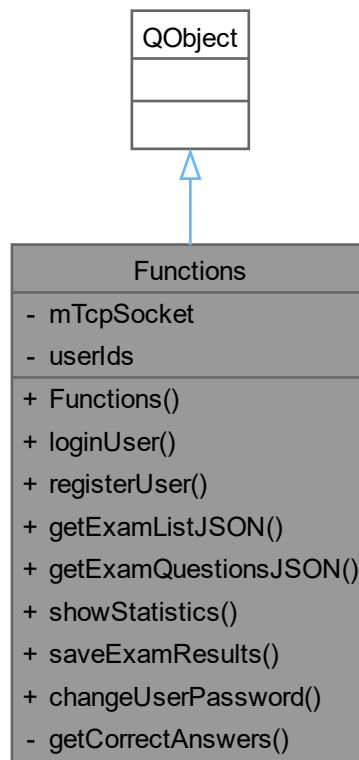 QObject
Functions
- mTcpSocket
- userIds
+ Functions()
+ loginUser()
+ registerUser()
+ getExamListJSON()
+ getExamQuestionsJSON()
+ showStatistics()
+ saveExamResults()
+ changeUserPassword()
- getCorrectAnswers()